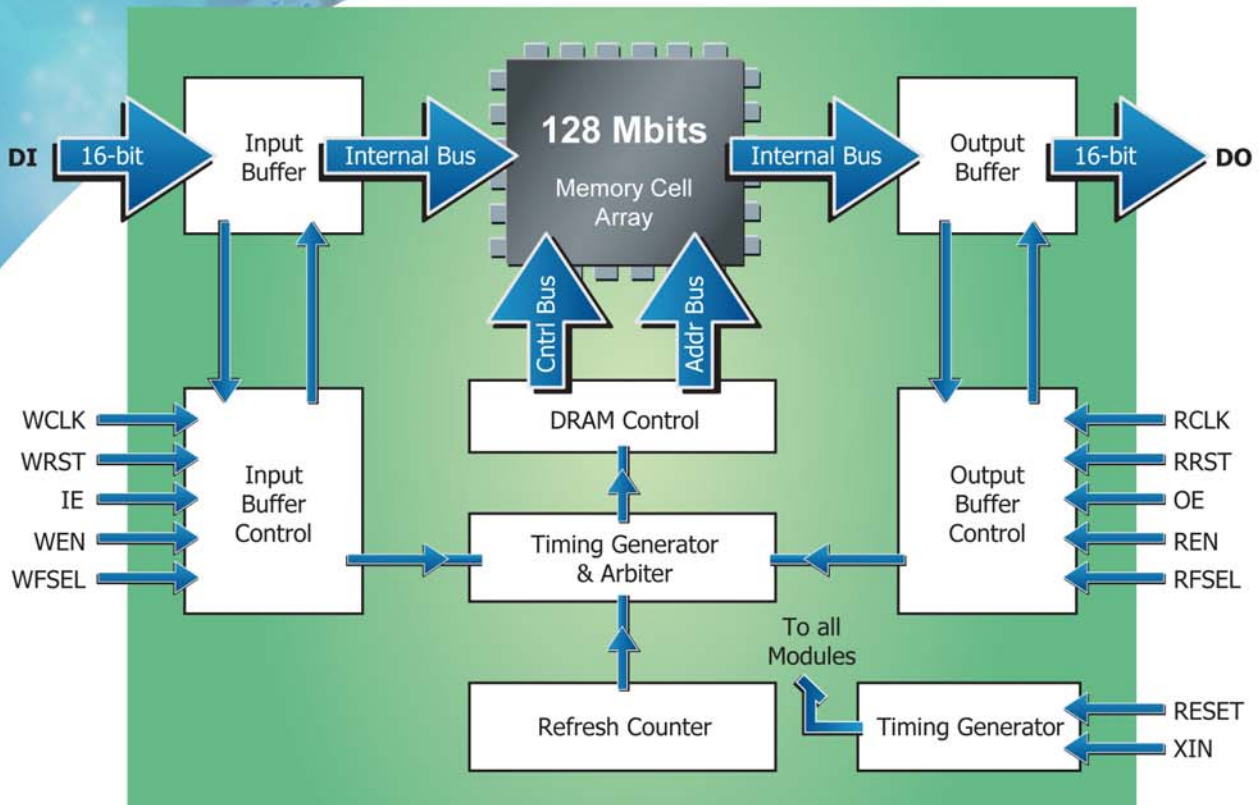 DI
16-bit
Input
Buffer
Internal Bus
128 Mbits
Memory Cell
Array
Internal Bus
Output
Buffer
16-bit
DO
Cntrl Bus
Addr Bus
WCLK
WRST
IE
WEN
WFSEL
Input
Buffer
Control
DRAM Control
Timing Generator
& Arbiter
Output
Buffer
Control
RCLK
RRST
OE
REN
RFSEL
To all
Modules
Refresh Counter
Timing Generator
RESET
XIN